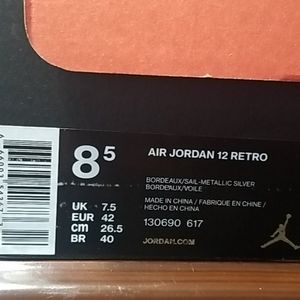 8⁵
AIR JORDAN 12 RETRO
BORDEAUX/SAIL-METALLIC SILVER
BORDEAUX/VOILE
MADE IN CHINA / FABRIQUE EN CHINE /
HECHO EN CHINA
UK 7.5
EUR 42
cm 26.5
BR 40
130690 617
JORDAN.COM